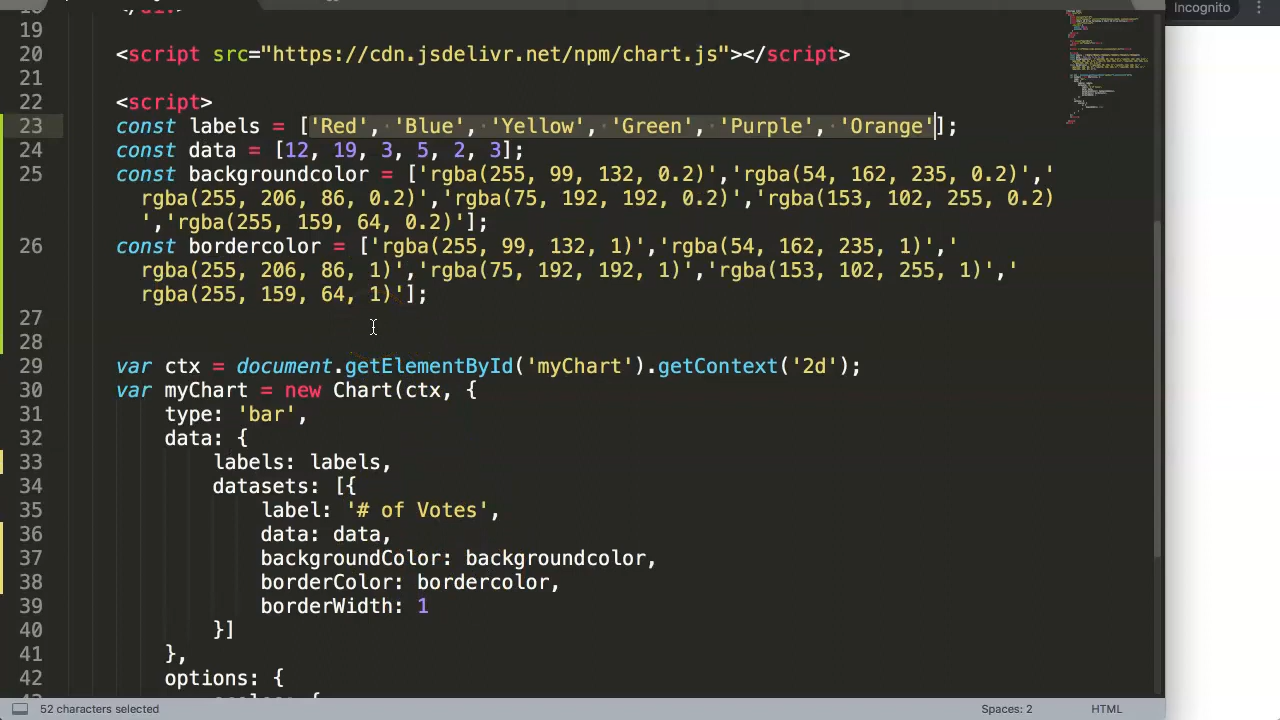 Incognito
19
20 <script src="https://cdn.jsdelivr.net/npm/chart.js"></script>
21
22 <script>
23 const labels = ['Red', 'Blue', 'Yellow', 'Green', 'Purple', 'Orange'];
24 const data = [12, 19, 3, 5, 2, 3];
25 const backgroundcolor = ['rgba(255, 99, 132, 0.2)','rgba(54, 162, 235, 0.2)','
rgba(255, 206, 86, 0.2)','rgba(75, 192, 192, 0.2)','rgba(153, 102, 255, 0.2)
','rgba(255, 159, 64, 0.2)'];
26 const bordercolor = ['rgba(255, 99, 132, 1)','rgba(54, 162, 235, 1)','
rgba(255, 206, 86, 1)','rgba(75, 192, 192, 1)','rgba(153, 102, 255, 1)','
rgba(255, 159, 64, 1)'];
27
28
29 var ctx = document.getElementById('myChart').getContext('2d');
30 var myChart = new Chart(ctx, {
31 type: 'bar',
32 data: {
33 labels: labels,
34 datasets: [{
35 label: '# of Votes',
36 data: data,
37 backgroundColor: backgroundcolor,
38 borderColor: bordercolor,
39 borderWidth: 1
40 }]
41 },
42 options: {
52 characters selected
Spaces: 2
HTML